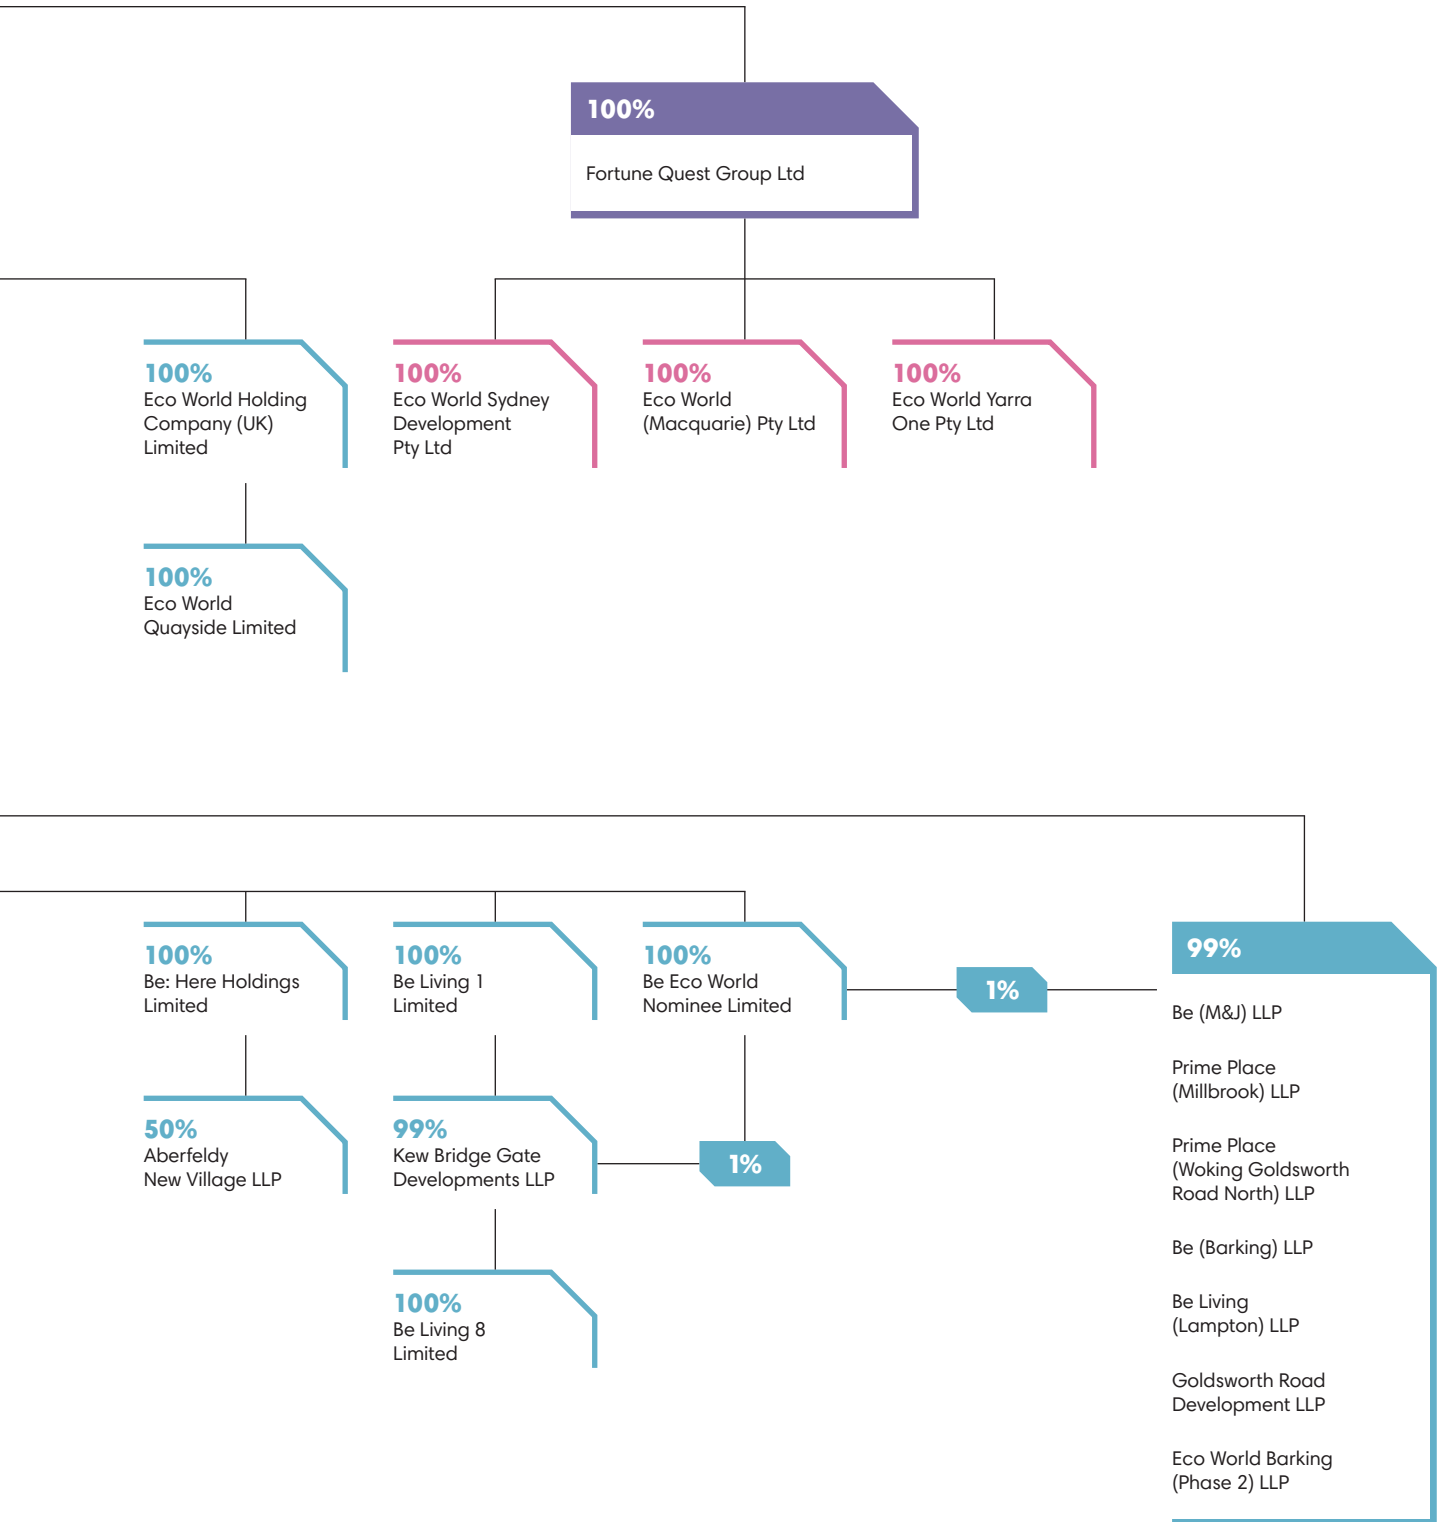 100%
Fortune Quest Group Ltd
100%
Eco World Holding
Company (UK)
Limited
100%
Eco World Sydney
Development
Pty Ltd
100%
Eco World
(Macquarie) Pty Ltd
100%
Eco World Yarra
One Pty Ltd
100%
Eco World
Quayside Limited
100%
Be: Here Holdings
Limited
100%
Be Living 1
Limited
100%
Be Eco World
Nominee Limited
1%
99%
Be (M&J) LLP
Prime Place
(Millbrook) LLP
Prime Place
(Woking Goldsworth
Road North) LLP
Be (Barking) LLP
Be Living
(Lampton) LLP
Goldsworth Road
Development LLP
Eco World Barking
(Phase 2) LLP
50%
Aberfeldy
New Village LLP
99%
Kew Bridge Gate
Developments LLP
1%
100%
Be Living 8
Limited